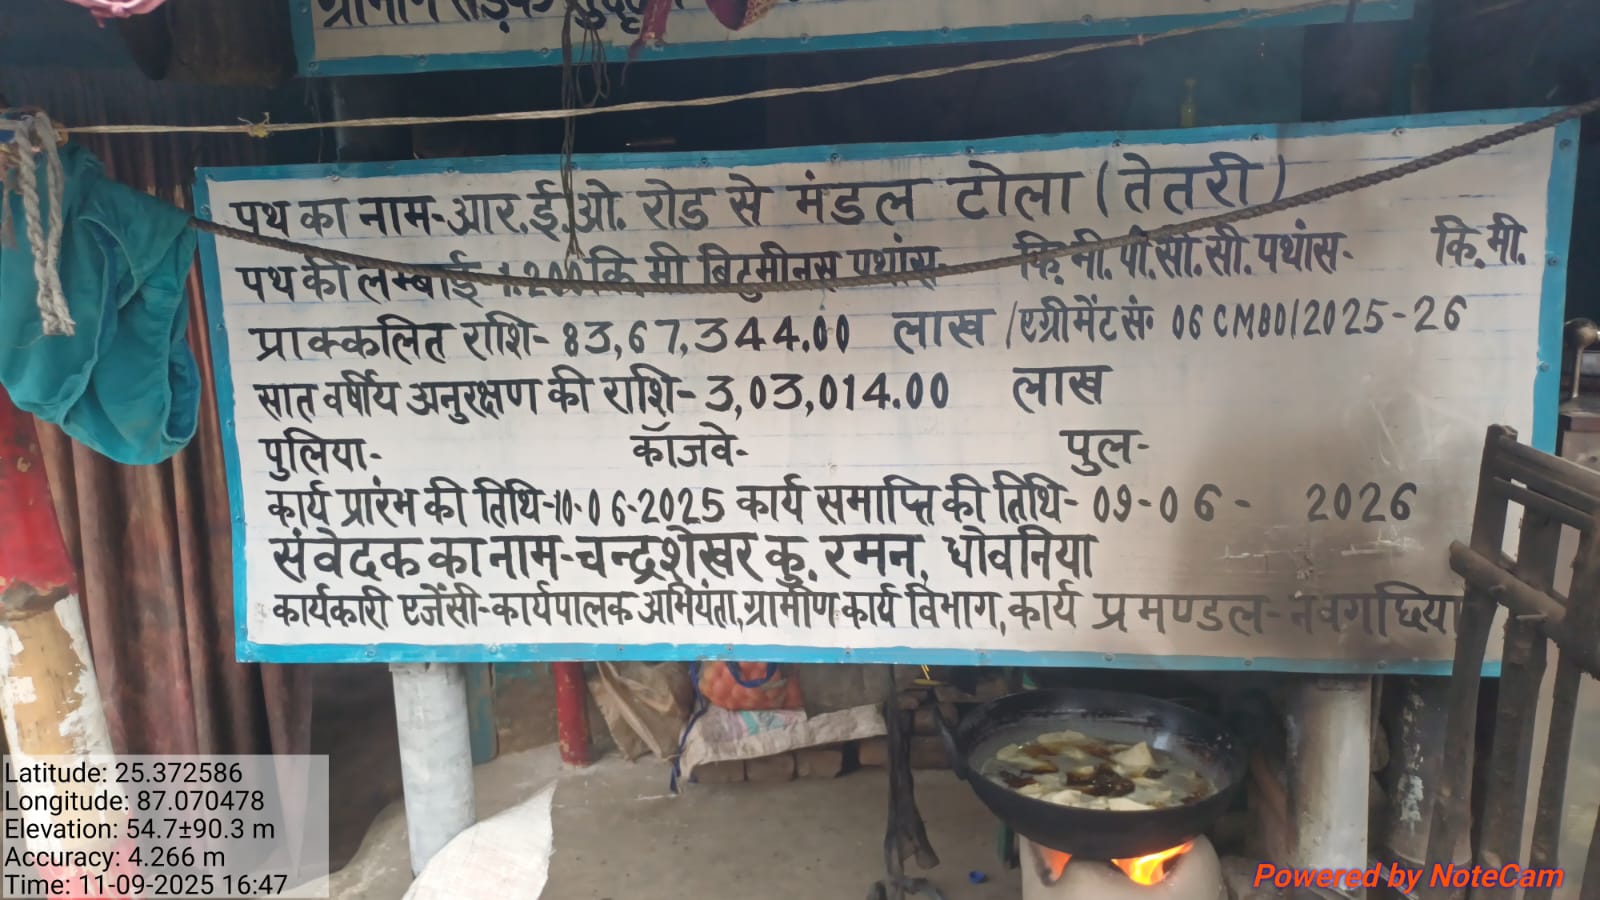 ग्रामीण सड़क सुदृढ़
पथ का नाम-आर.ई.ओ. रोड से मंडल टोला (तेतरी)
पथ की लम्बाई 1.200 कि मी बिटुमीनस पथांस- कि.मी. पी.सी.सी. पथांस- कि.मी.
प्राक्कलित राशि- 83,67,344.00 लाख /एग्रीमेंट सं० 06 CMBD/2025-26
सात वर्षीय अनुरक्षण की राशि- 3,03,014.00 लाख
पुलिया- कॉजवे- पुल-
कार्य प्रारंभ की तिथि-10-06-2025 कार्य समाप्ति की तिथि- 09-06- 2026
संवेदक का नाम-चन्द्रशेखर कु. रमन, धोवनिया
कार्यकारी एजेंसी-कार्यपालक अभियंता,ग्रामीण कार्य विभाग,कार्य प्रमण्डल-नवगछिया
Latitude: 25.372586
Longitude: 87.070478
Elevation: 54.7±90.3 m
Accuracy: 4.266 m
Time: 11-09-2025 16:47
Powered by NoteCam